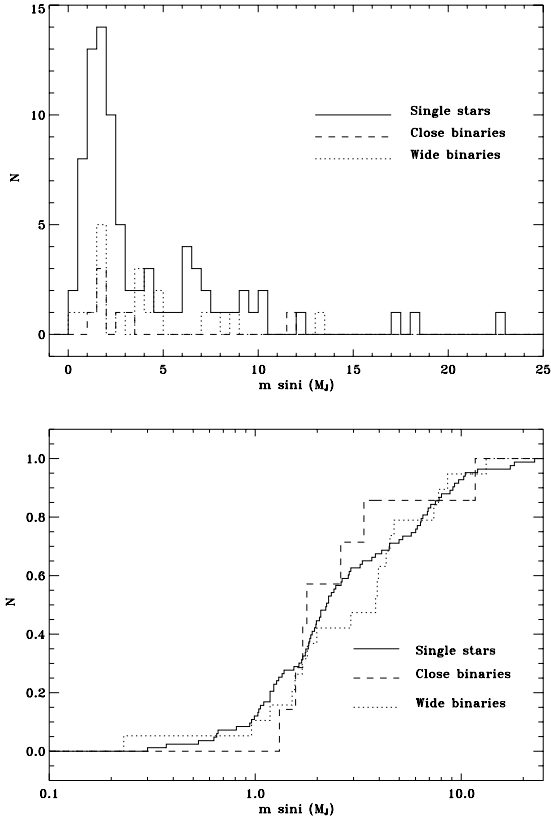 15
10
5
0
N
Single stars
Close binaries
Wide binaries
0 5 10 15 20 25
m sini (MJ)
1.0
0.8
0.6
0.4
0.2
0.0
N
Single stars
Close binaries
Wide binaries
0.1 1.0 10.0
m sini (MJ)